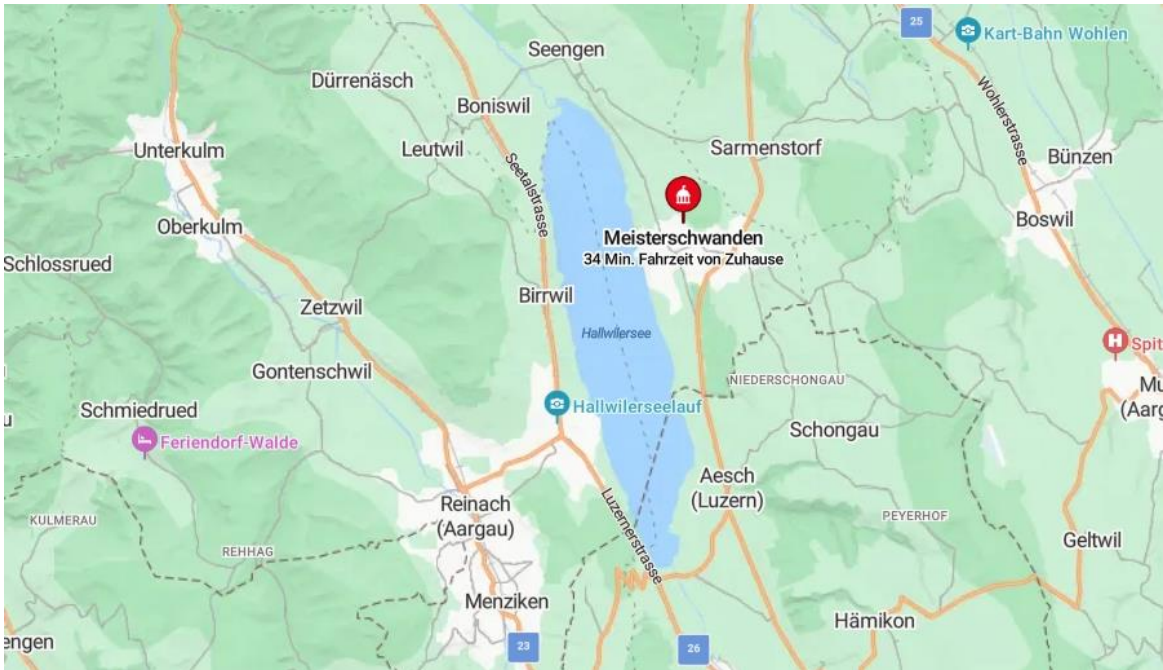 25
Kart-Bahn Wohlen
Seengen
Dürrenäsch
Boniswil
Wohlerstrasse
Unterkulm
Leutwil
Sarmenstorf
Bünzen
Seetalstrasse
Oberkulm
Boswil
Meisterschwanden
34 Min. Fahrzeit von Zuhause
Schlossrued
Birrwil
Zetzwil
Hallwilersee
Spit
Gontenschwil
NIEDERSCHONGAU
Mu
(Aarg
Schmiedrued
Hallwilerseelauf
u
Feriendorf-Walde
Schongau
Aesch
(Luzern)
Reinach
(Aargau)
Luzernerstrasse
KULMERAU
PEYERHOF
REHHAG
Geltwil
Menziken
Hämikon
engen
23
26